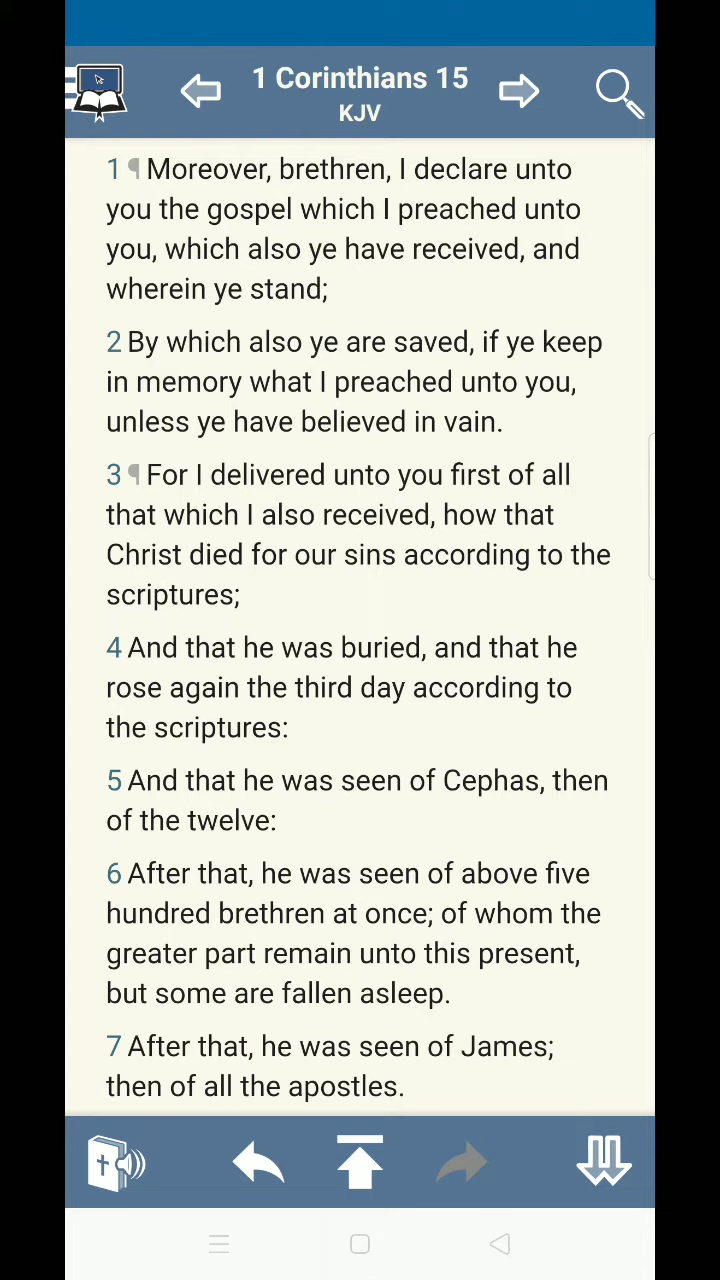 1 Corinthians 15
KJV
1 ¶ Moreover, brethren, I declare unto
you the gospel which I preached unto
you, which also ye have received, and
wherein ye stand;
2 By which also ye are saved, if ye keep
in memory what I preached unto you,
unless ye have believed in vain.
3 ¶ For I delivered unto you first of all
that which I also received, how that
Christ died for our sins according to the
scriptures;
4 And that he was buried, and that he
rose again the third day according to
the scriptures:
5 And that he was seen of Cephas, then
of the twelve:
6 After that, he was seen of above five
hundred brethren at once; of whom the
greater part remain unto this present,
but some are fallen asleep.
7 After that, he was seen of James;
then of all the apostles.